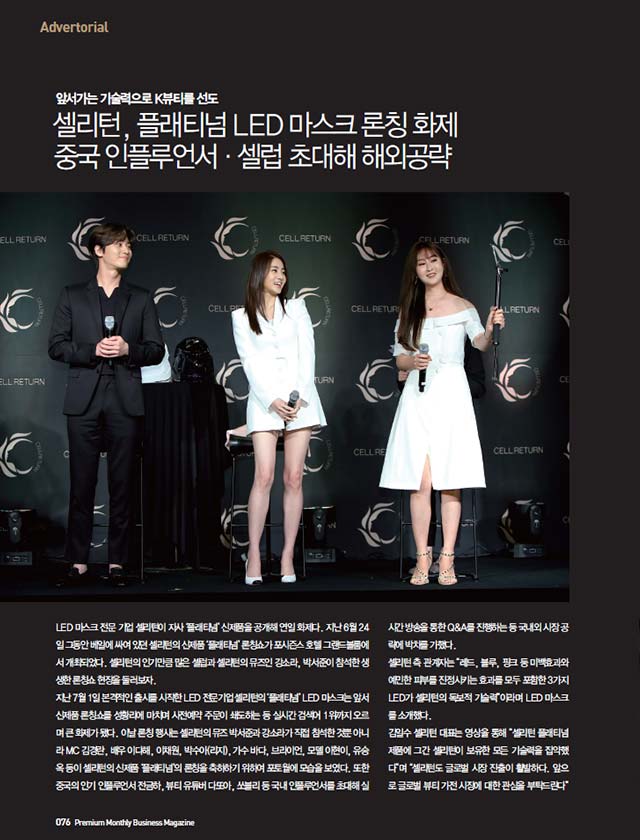 Advertorial
앞서가는 기술력으로 K뷰티를 선도
셀리턴, 플래티넘 LED 마스크 론칭 화제
중국 인플루언서·셀럽 초대해 해외공략
CELL RETURN
CELL RETURN
CELL RETURN
CELL RETURN
CELL RETURN
CELL RETURN
CELL RETURN
LED 마스크 전문 기업 셀리턴이 자사 '플래티넘' 신제품을 공개해 연일 화제다. 지난 6월 24
일 그동안 베일에 싸여 있던 셀리턴의 신제품 '플래티넘' 론칭쇼가 포시즌스 호텔 그랜드볼룸에
서 개최되었다. 셀리턴의 인기만큼 많은 셀럽과 셀리턴의 뮤즈인 강소라, 박서준이 참석한 생
생한 론칭쇼 현장을 둘러보자.
지난 7월 1일 본격적인 출시를 시작한 LED 전문기업 셀리턴의 '플래티넘' LED 마스크는 앞서
신제품 론칭쇼를 성황리에 마치며 사전예약 주문이 쇄도하는 등 실시간 검색어 1위까지 오르
며 큰 화제가 됐다. 이날 론칭 행사는 셀리턴의 뮤즈 박서준과 강소라가 직접 참석한 것뿐 아니
라 MC 김경란, 배우 이다해, 이채원, 박수아(리지), 가수 바다, 브라이언, 모델 이현이, 유승
옥 등이 셀리턴의 신제품 '플래티넘'의 론칭을 축하하기 위하여 포토월에 모습을 보였다. 또한
중국의 인기 인플루언서 전금하, 뷰티 유튜버 다또아, 쏘블리 등 국내 인플루언서를 초대해 실
시간 방송을 통한 Q&A를 진행하는 등 국내외 시장 공
략에 박차를 가했다.
셀리턴 측 관계자는 "레드, 블루, 핑크 등 미백효과와
예민한 피부를 진정시키는 효과를 모두 포함한 3가지
LED가 셀리턴의 독보적 기술력"이라며 LED 마스크
를 소개했다.
김일수 셀리턴 대표는 영상을 통해 "셀리턴 플래티넘
제품에 그간 셀리턴이 보유한 모든 기술력을 집약했
다"며 "셀리턴도 글로벌 시장 진출이 활발하다. 앞으
로 글로벌 뷰티 가전 시장에 대한 관심을 부탁드린다"
076 Premium Monthly Business Magazine